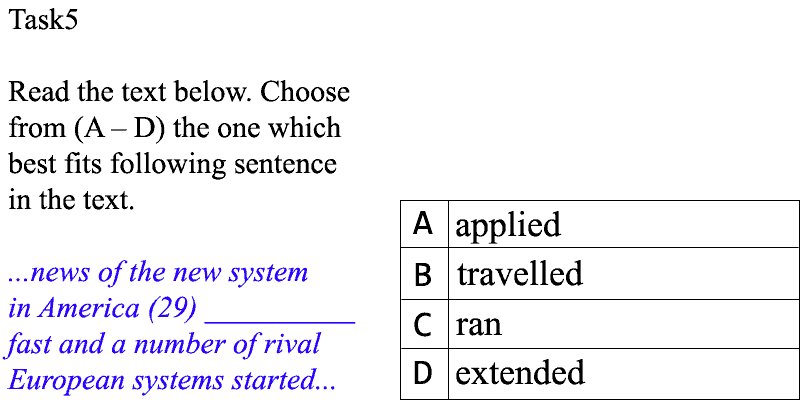 Task5
Read the text below. Choose
from (A – D) the one which
best fits following sentence
in the text.
...news of the new system
in America (29) __________
fast and a number of rival
European systems started...
A applied
B travelled
C ran
D extended